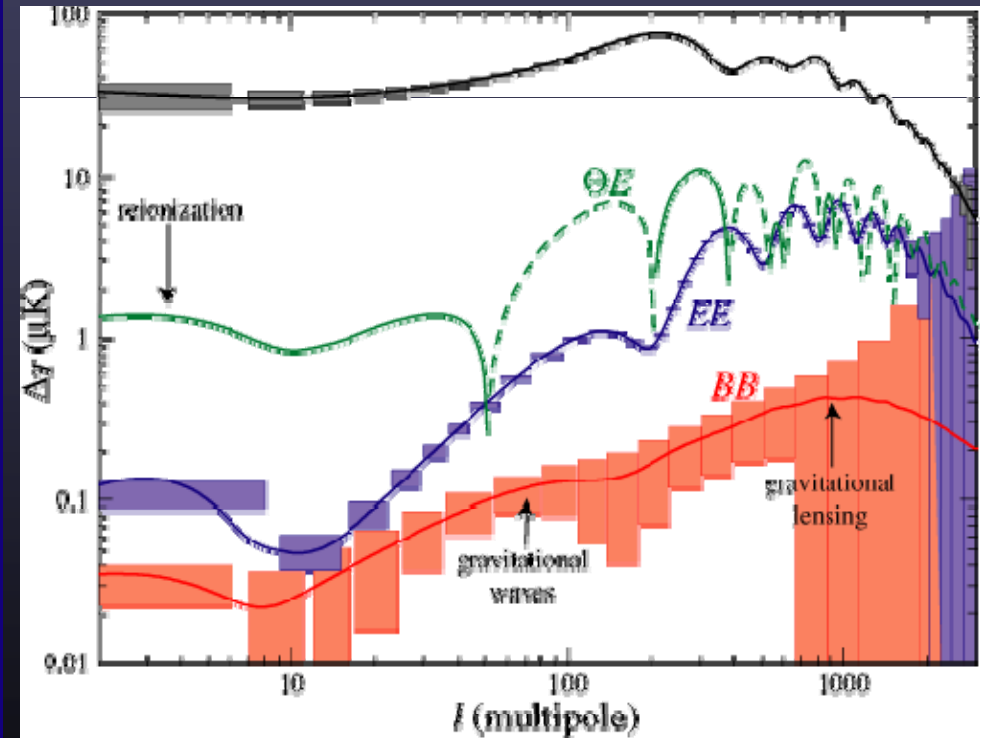 100
10
1
0.1
0.01
ΔT (μK)
reionization
ΘE
EE
BB
gravitational
waves
gravitational
lensing
10
100
1000
l (multipole)